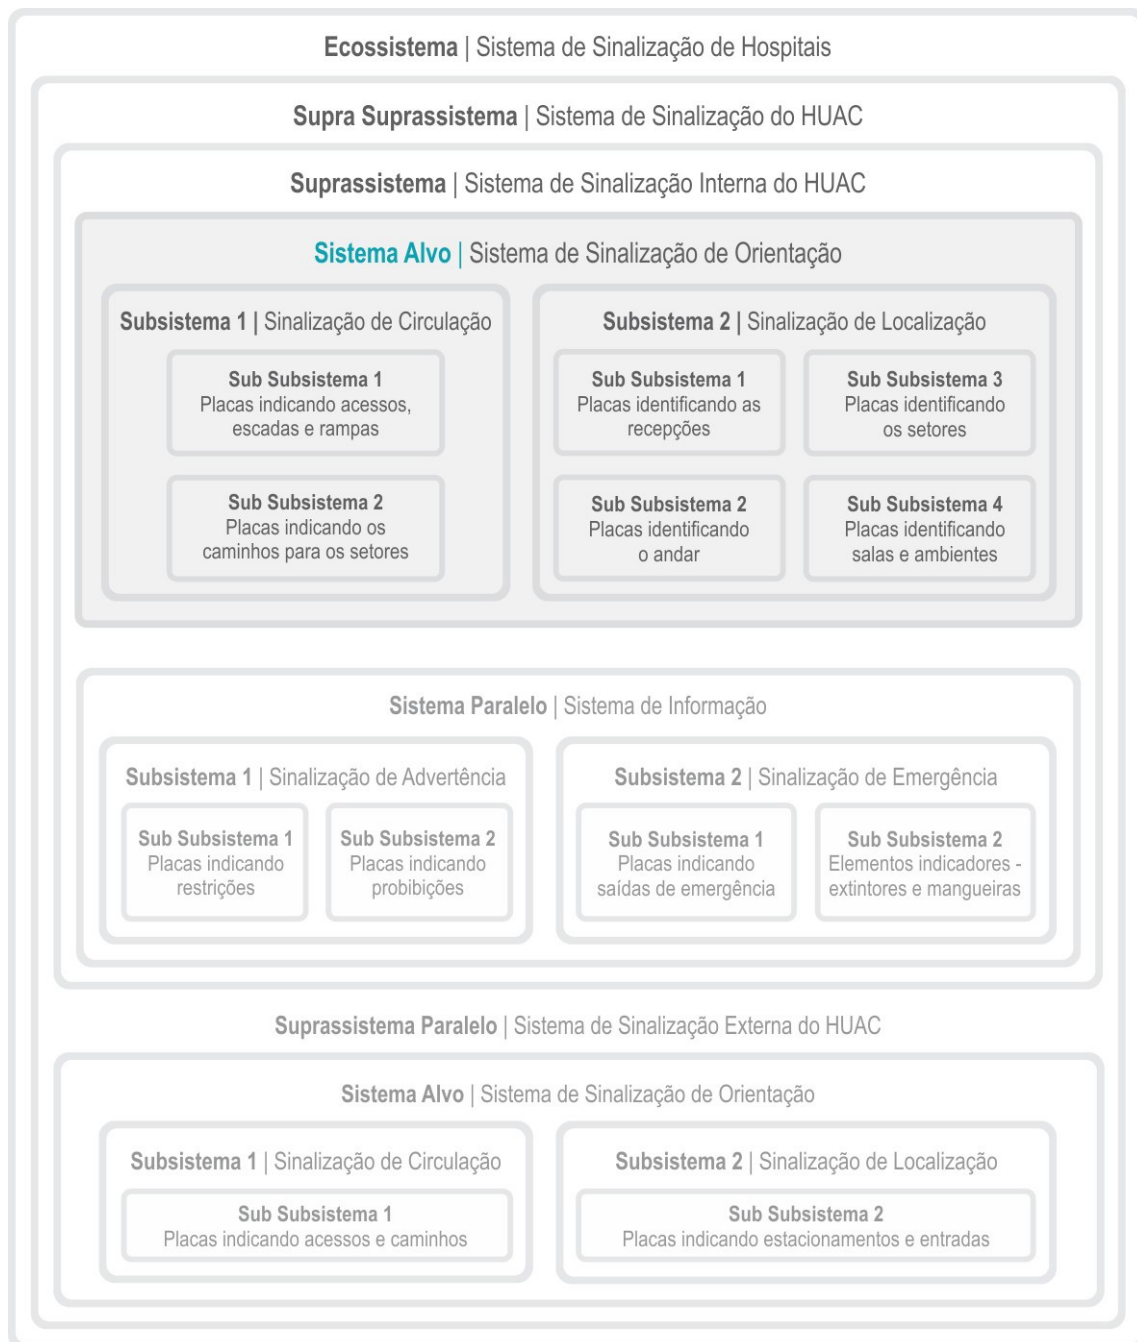 Ecossistema | Sistema de Sinalização de Hospitais
Supra Suprassistema | Sistema de Sinalização do HUAC
Suprassistema | Sistema de Sinalização Interna do HUAC
Sistema Alvo | Sistema de Sinalização de Orientação
Subsistema 1 | Sinalização de Circulação
Sub Subsistema 1
Placas indicando acessos,
escadas e rampas
Sub Subsistema 2
Placas indicando os
caminhos para os setores
Subsistema 2 | Sinalização de Localização
Sub Subsistema 1
Placas identificando as
recepções
Sub Subsistema 3
Placas identificando
os setores
Sub Subsistema 2
Placas identificando
o andar
Sub Subsistema 4
Placas identificando
salas e ambientes
Sistema Paralelo | Sistema de Informação
Subsistema 1 | Sinalização de Advertência
Sub Subsistema 1
Placas indicando
restrições
Sub Subsistema 2
Placas indicando
probibições
Subsistema 2 | Sinalização de Emergência
Sub Subsistema 1
Placas indicando
saídas de emergência
Sub Subsistema 2
Elementos indicadores -
extintores e mangueiras
Suprassistema Paralelo | Sistema de Sinalização Externa do HUAC
Sistema Alvo | Sistema de Sinalização de Orientação
Subsistema 1 | Sinalização de Circulação
Sub Subsistema 1
Placas indicando acessos e caminhos
Subsistema 2 | Sinalização de Localização
Sub Subsistema 2
Placas indicando estacionamentos e entradas